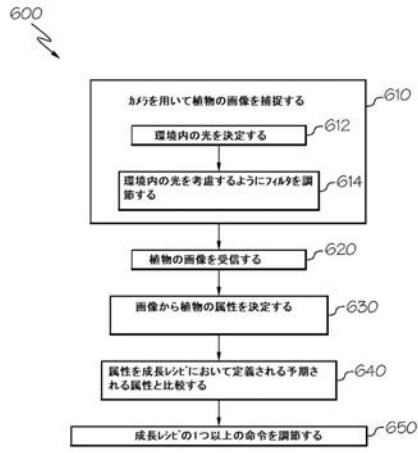 600
カメラを用いて植物の画像を捕捉する
610
環境内の光を決定する
612
環境内の光を考慮するようにフィルタを調
節する
614
植物の画像を受信する
620
画像から植物の属性を決定する
630
属性を成長レシピにおいて定義される予期さ
れる属性と比較する
640
成長レシピの1つ以上の命令を調節する
650